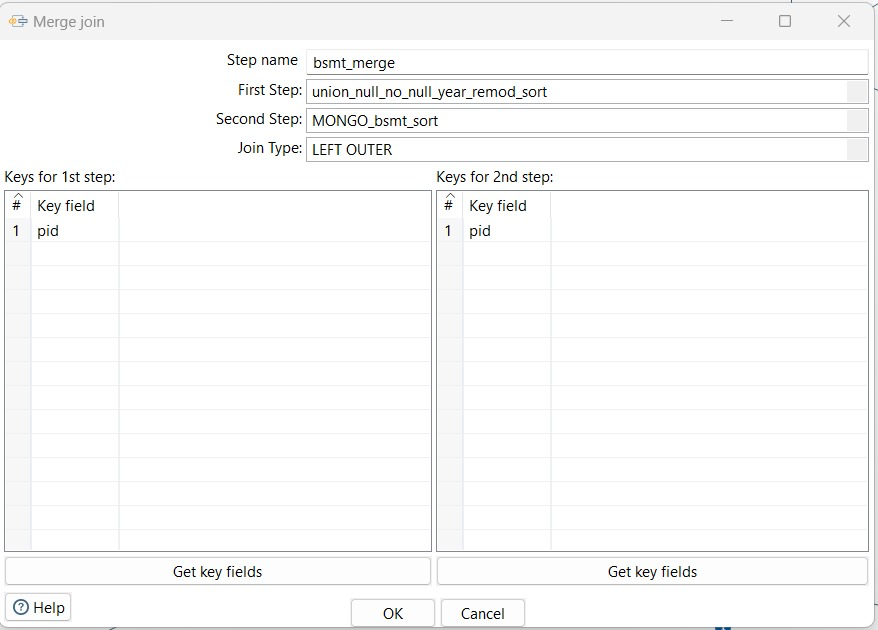 Merge join
Step name bsmt_merge
First Step: union_null_no_null_year_remod_sort
Second Step: MONGO_bsmt_sort
Join Type: LEFT OUTER
Keys for 1st step: Keys for 2nd step:
# Key field # Key field
1 pid 1 pid
Get key fields Get key fields
? Help OK Cancel